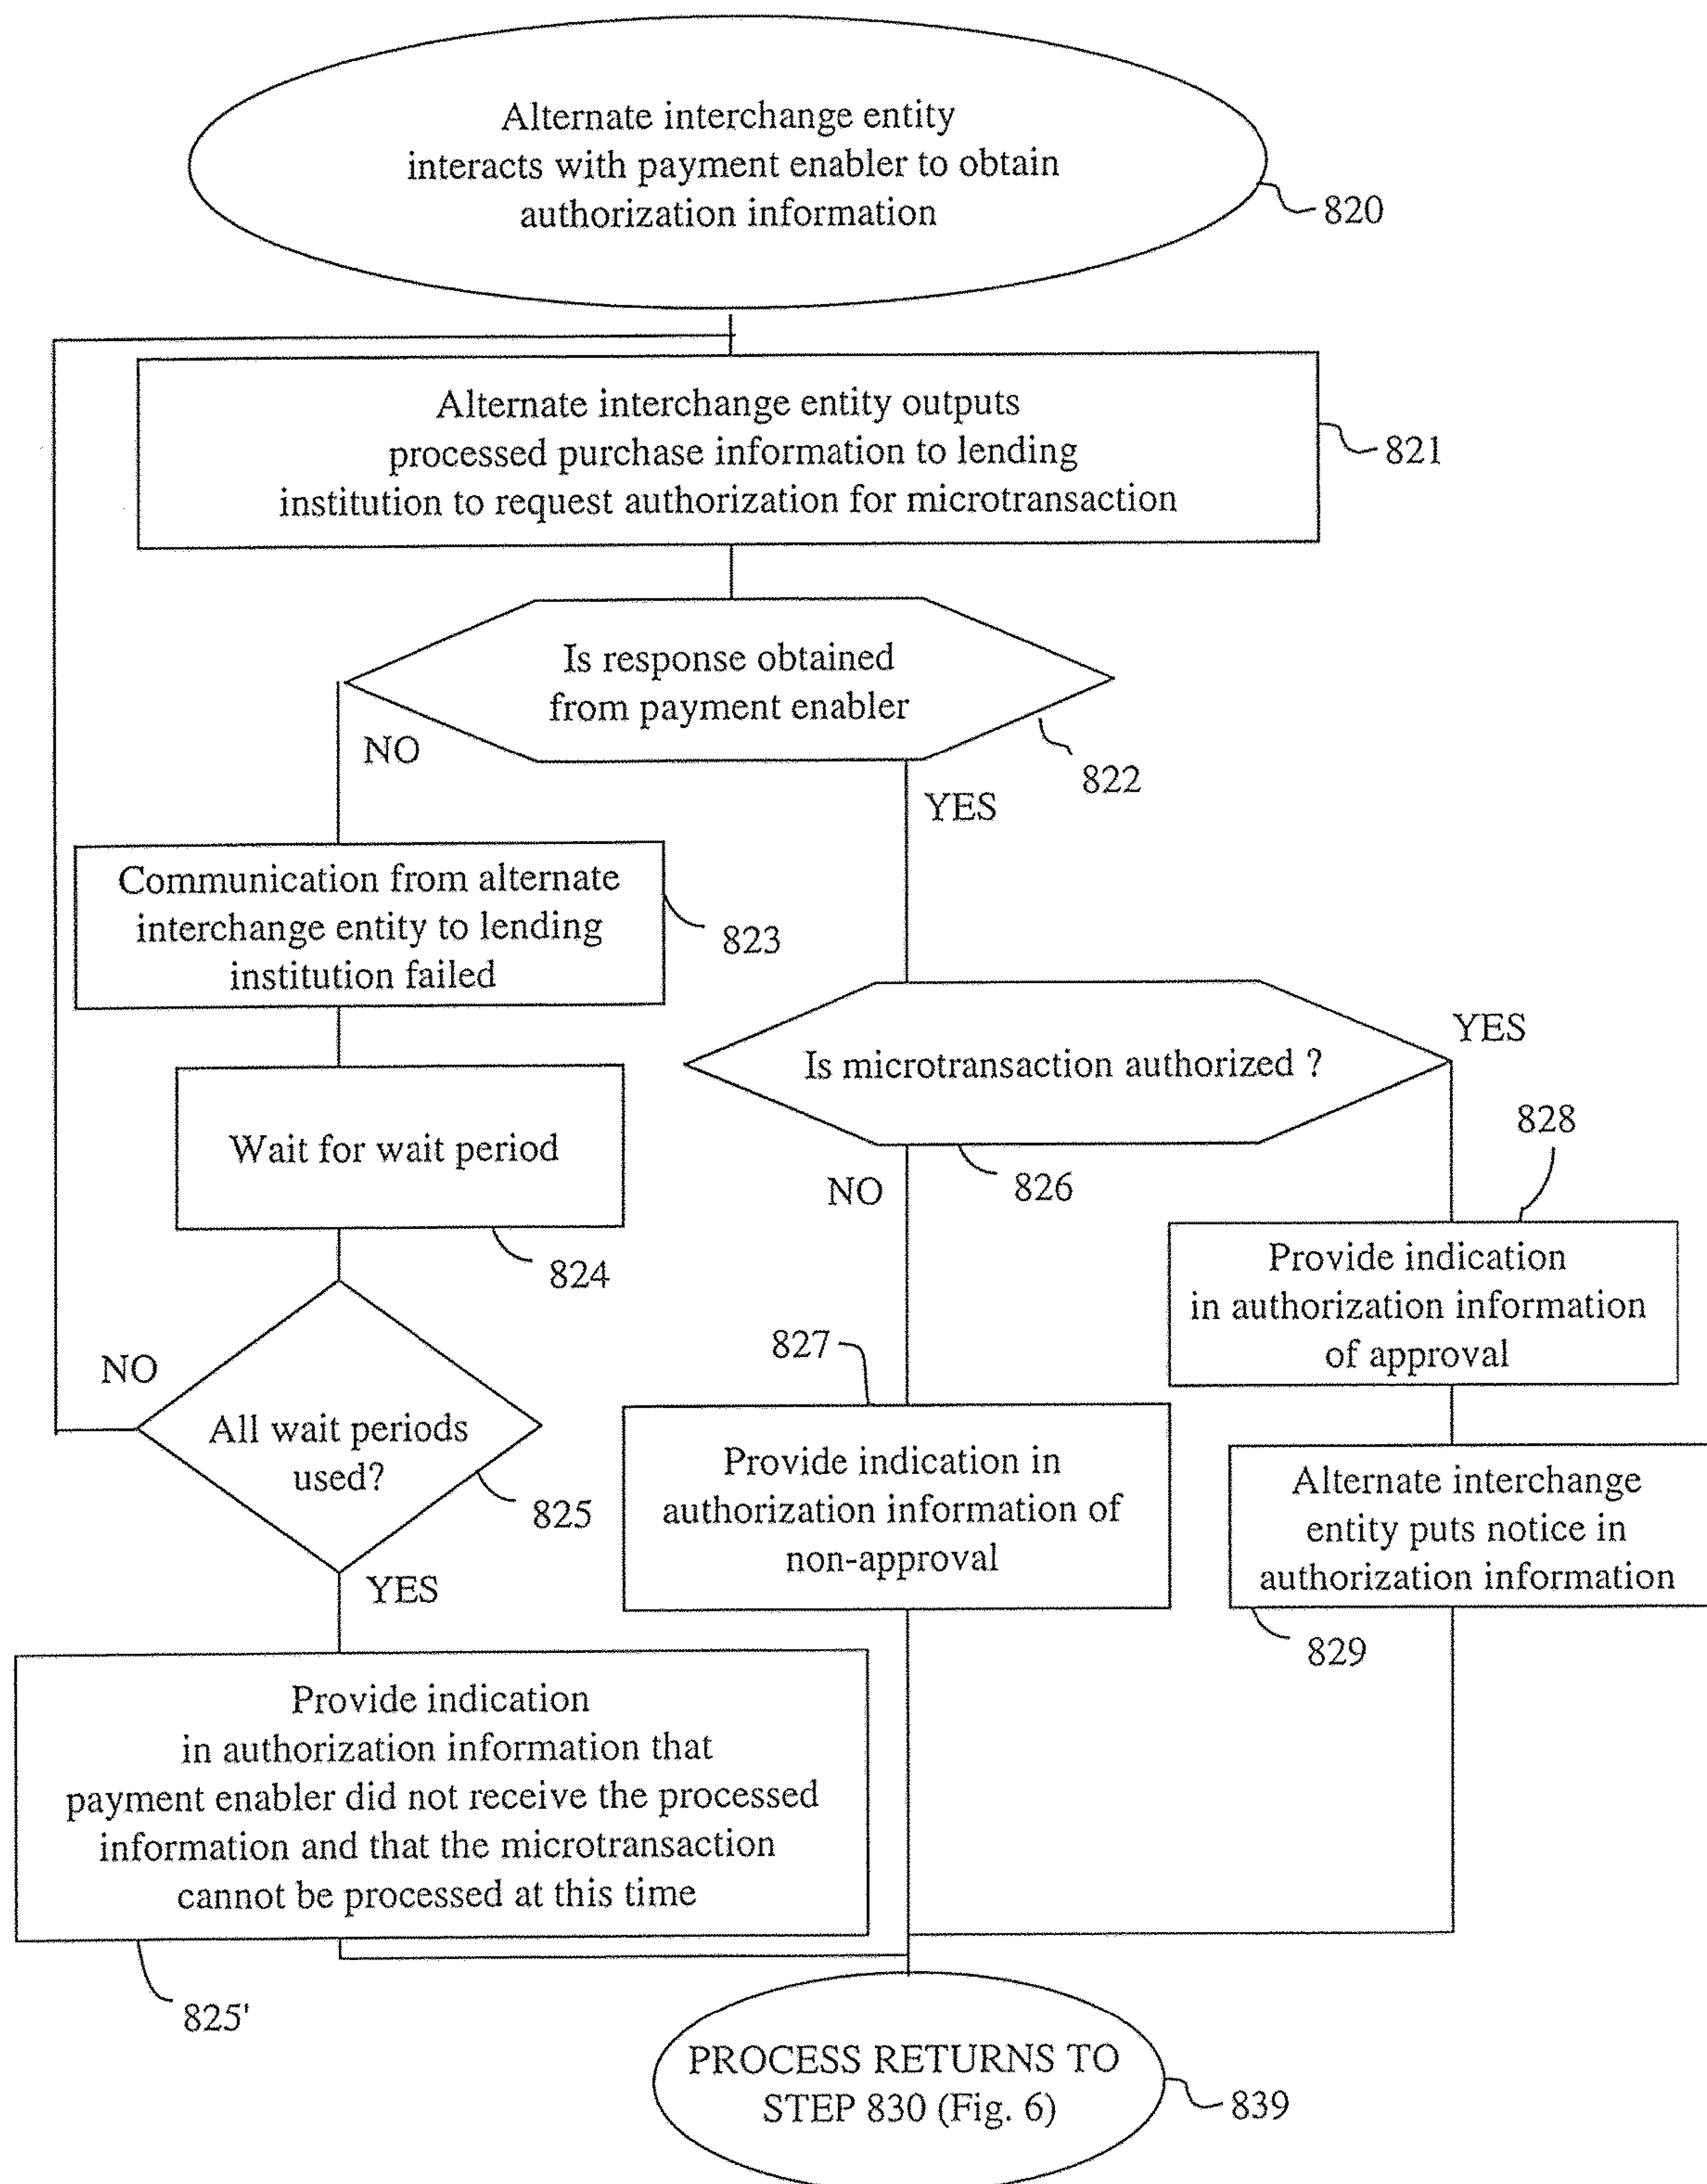 Alternate interchange entity
interacts with payment enabler to obtain
authorization information
820
Alternate interchange entity outputs
processed purchase information to lending
institution to request authorization for microtransaction
821
Is response obtained
from payment enabler
822
NO
YES
Communication from alternate
interchange entity to lending
institution failed
823
Is microtransaction authorized ?
826
YES
NO
Wait for wait period
824
828
Provide indication
in authorization information
of approval
NO
All wait periods
used?
825
YES
827
Provide indication in
authorization information of
non-approval
Alternate interchange
entity puts notice in
authorization information
829
Provide indication
in authorization information that
payment enabler did not receive the processed
information and that the microtransaction
cannot be processed at this time
825'
PROCESS RETURNS TO
STEP 830 (Fig. 6)
839